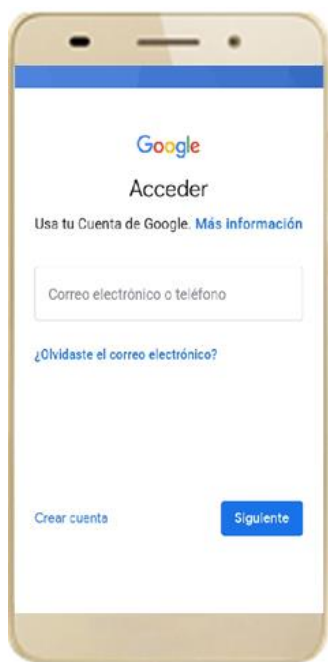 Google
Acceder
Usa tu Cuenta de Google. Más información
Correo electrónico o teléfono
¿Olvidaste el correo electrónico?
Crear cuenta
Siguiente